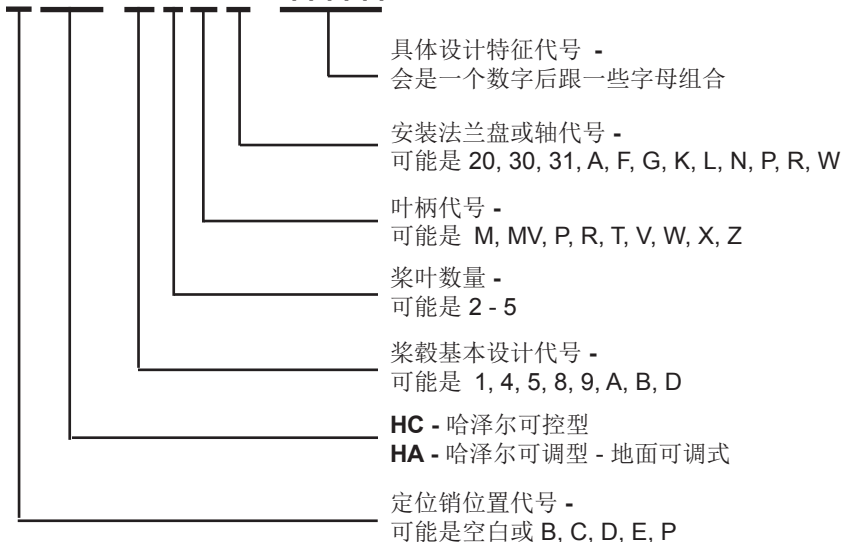 具体设计特征代号 -
会是一个数字后跟一些字母组合
安装法兰盘或轴代号 -
可能是 20, 30, 31, A, F, G, K, L, N, P, R, W
叶柄代号 -
可能是 M, MV, P, R, T, V, W, X, Z
桨叶数量 -
可能是 2 - 5
桨毂基本设计代号 -
可能是 1, 4, 5, 8, 9, A, B, D
HC - 哈泽尔可控型
HA - 哈泽尔可调型 - 地面可调式
定位销位置代号 -
可能是空白或 B, C, D, E, P